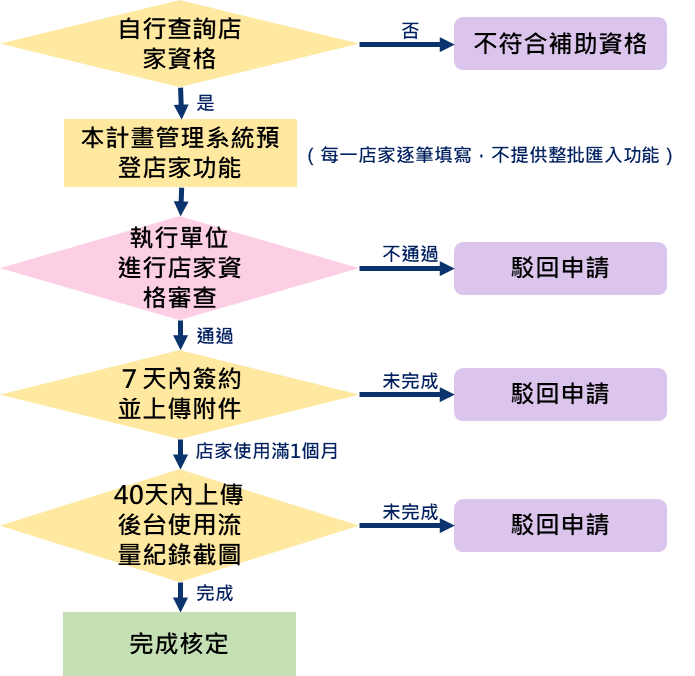 自行查詢店
家資格
否
不符合補助資格
是
本計畫管理系統預
登店家功能
(每一店家逐筆填寫，不提供整批匯入功能)
執行單位
進行店家資
格審查
不通過
駁回申請
通過
7 天內簽約
並上傳附件
未完成
駁回申請
店家使用滿1個月
40天內上傳
後台使用流
量紀錄截圖
未完成
駁回申請
完成
完成核定